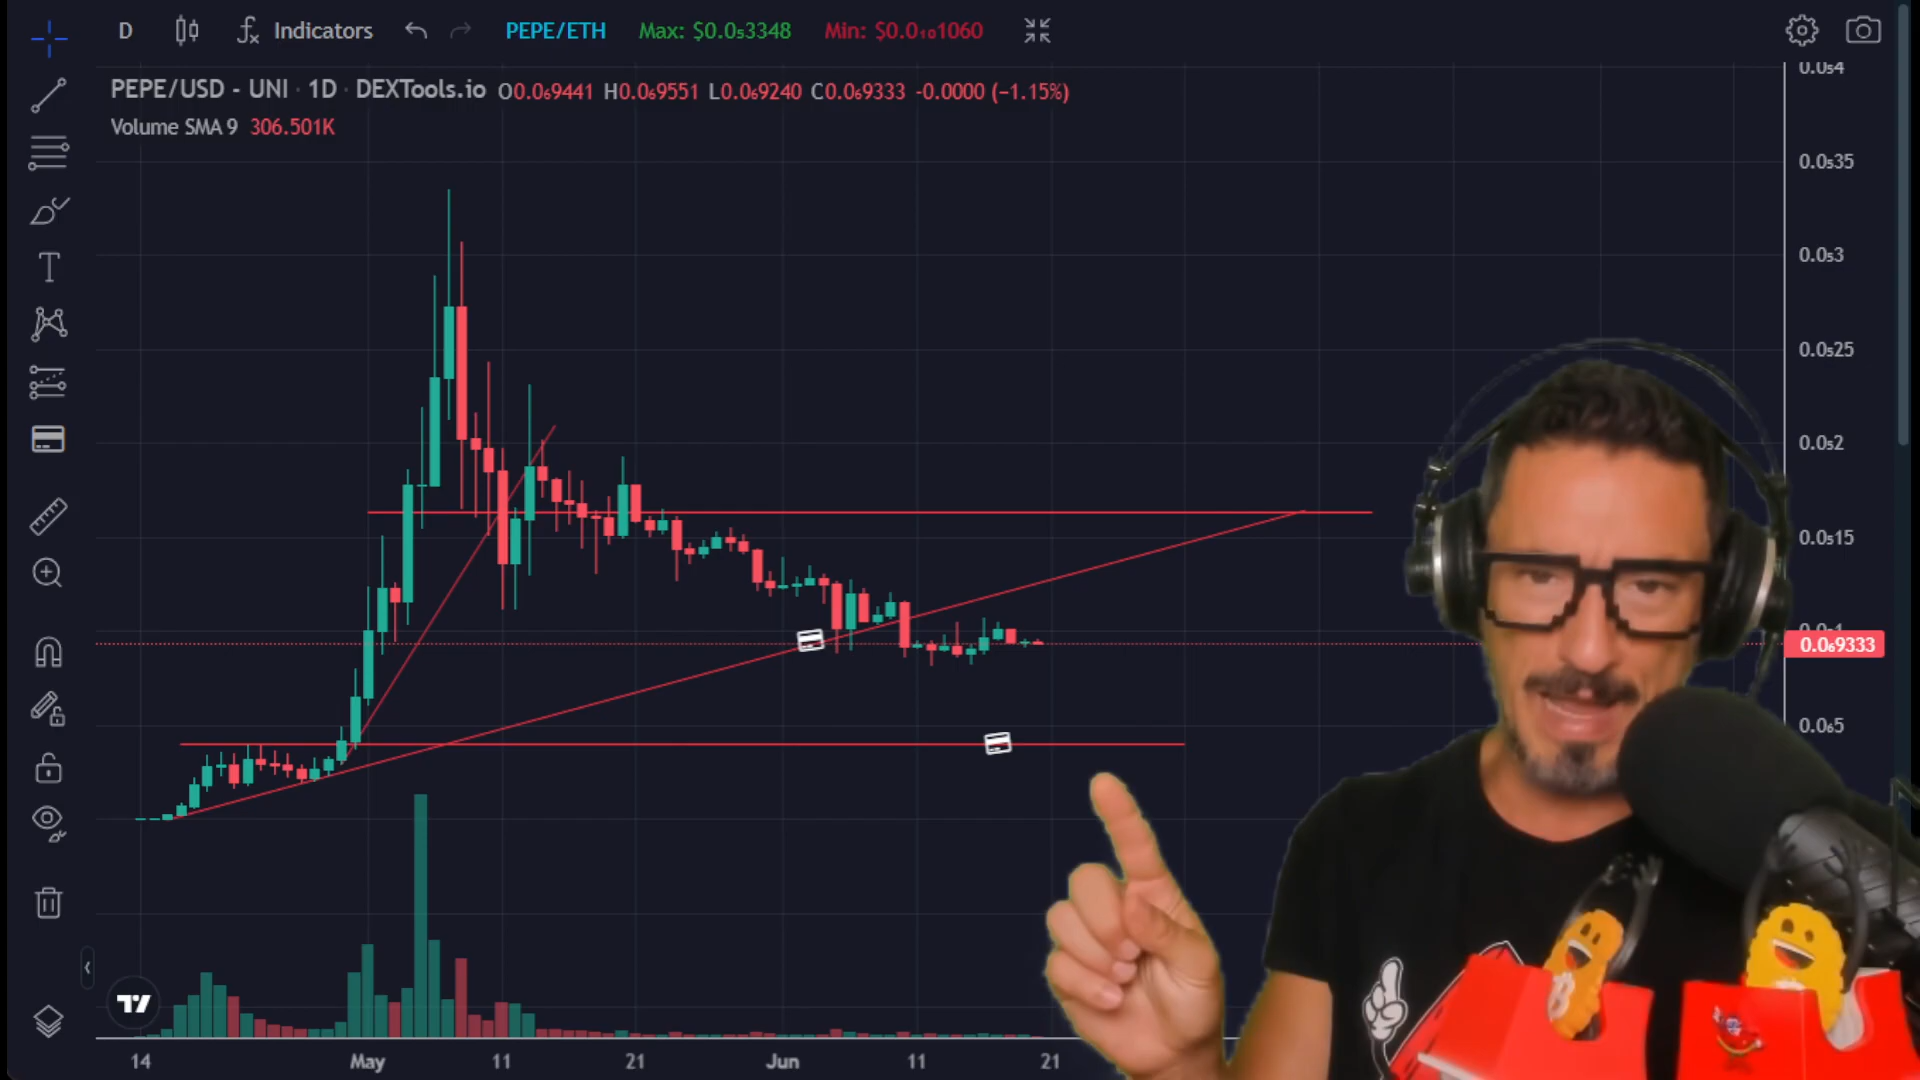 D Indicators PEPE/ETH Max: $0.0₅3348 Min: $0.0₁₀1060
PEPE/USD - UNI · 1D · DEXTools.io O0.0₆9441 H0.0₆9551 L0.0₆9240 C0.0₆9333 -0.0000 (−1.15%)
Volume SMA 9 306.501K
0.0₅4
0.0₅35
0.0₅3
0.0₅25
0.0₅2
0.0₅15
0.0₆9333
0.0₆5
14 May 11 21 Jun 11 21